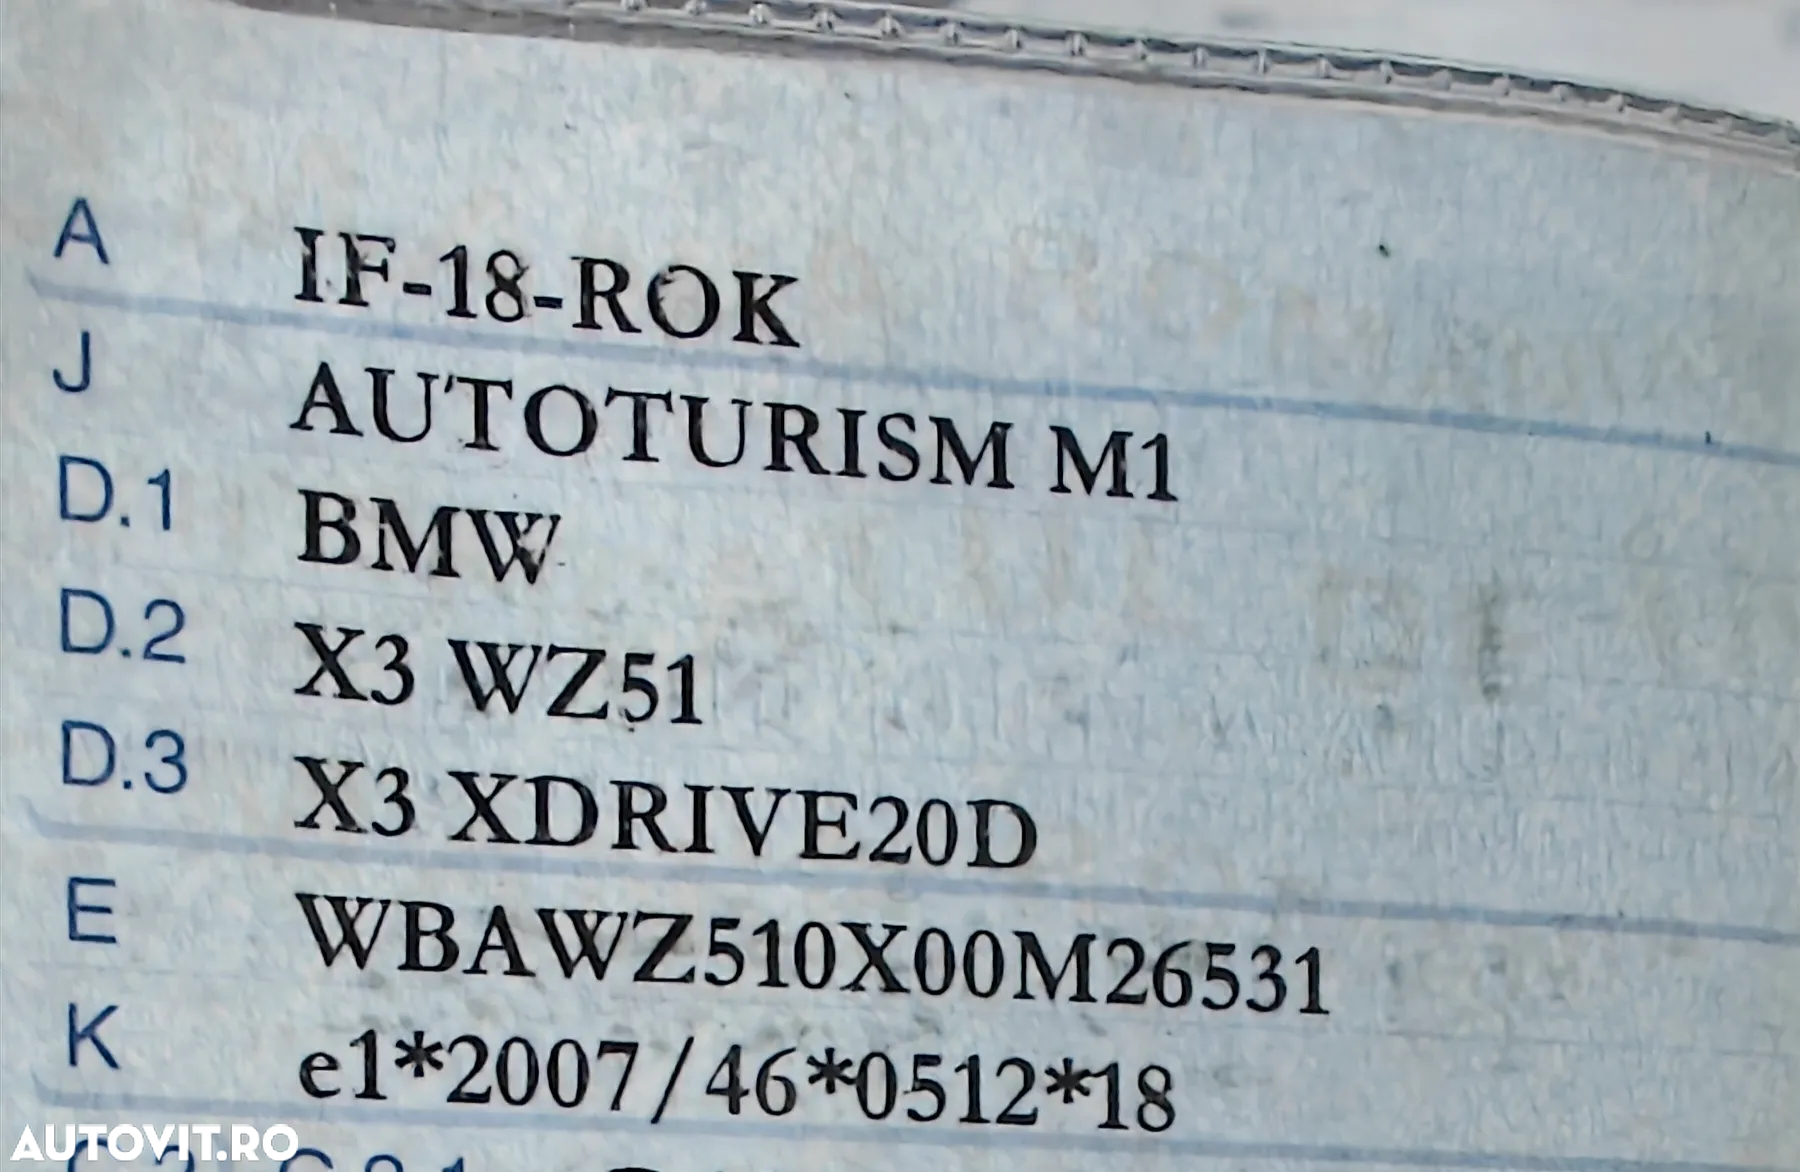 A IF-18-ROK
J AUTOTURISM M1
D.1 BMW
D.2 X3 WZ51
D.3 X3 XDRIVE20D
E WBAWZ510X00M26531
K e1*2007/46*0512*18
AUTOVIT.RO